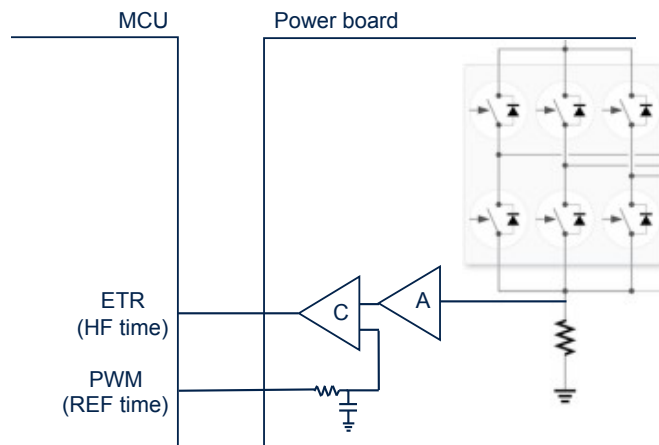 MCU
Power board
A
C
ETR
(HF time)
PWM
(REF time)